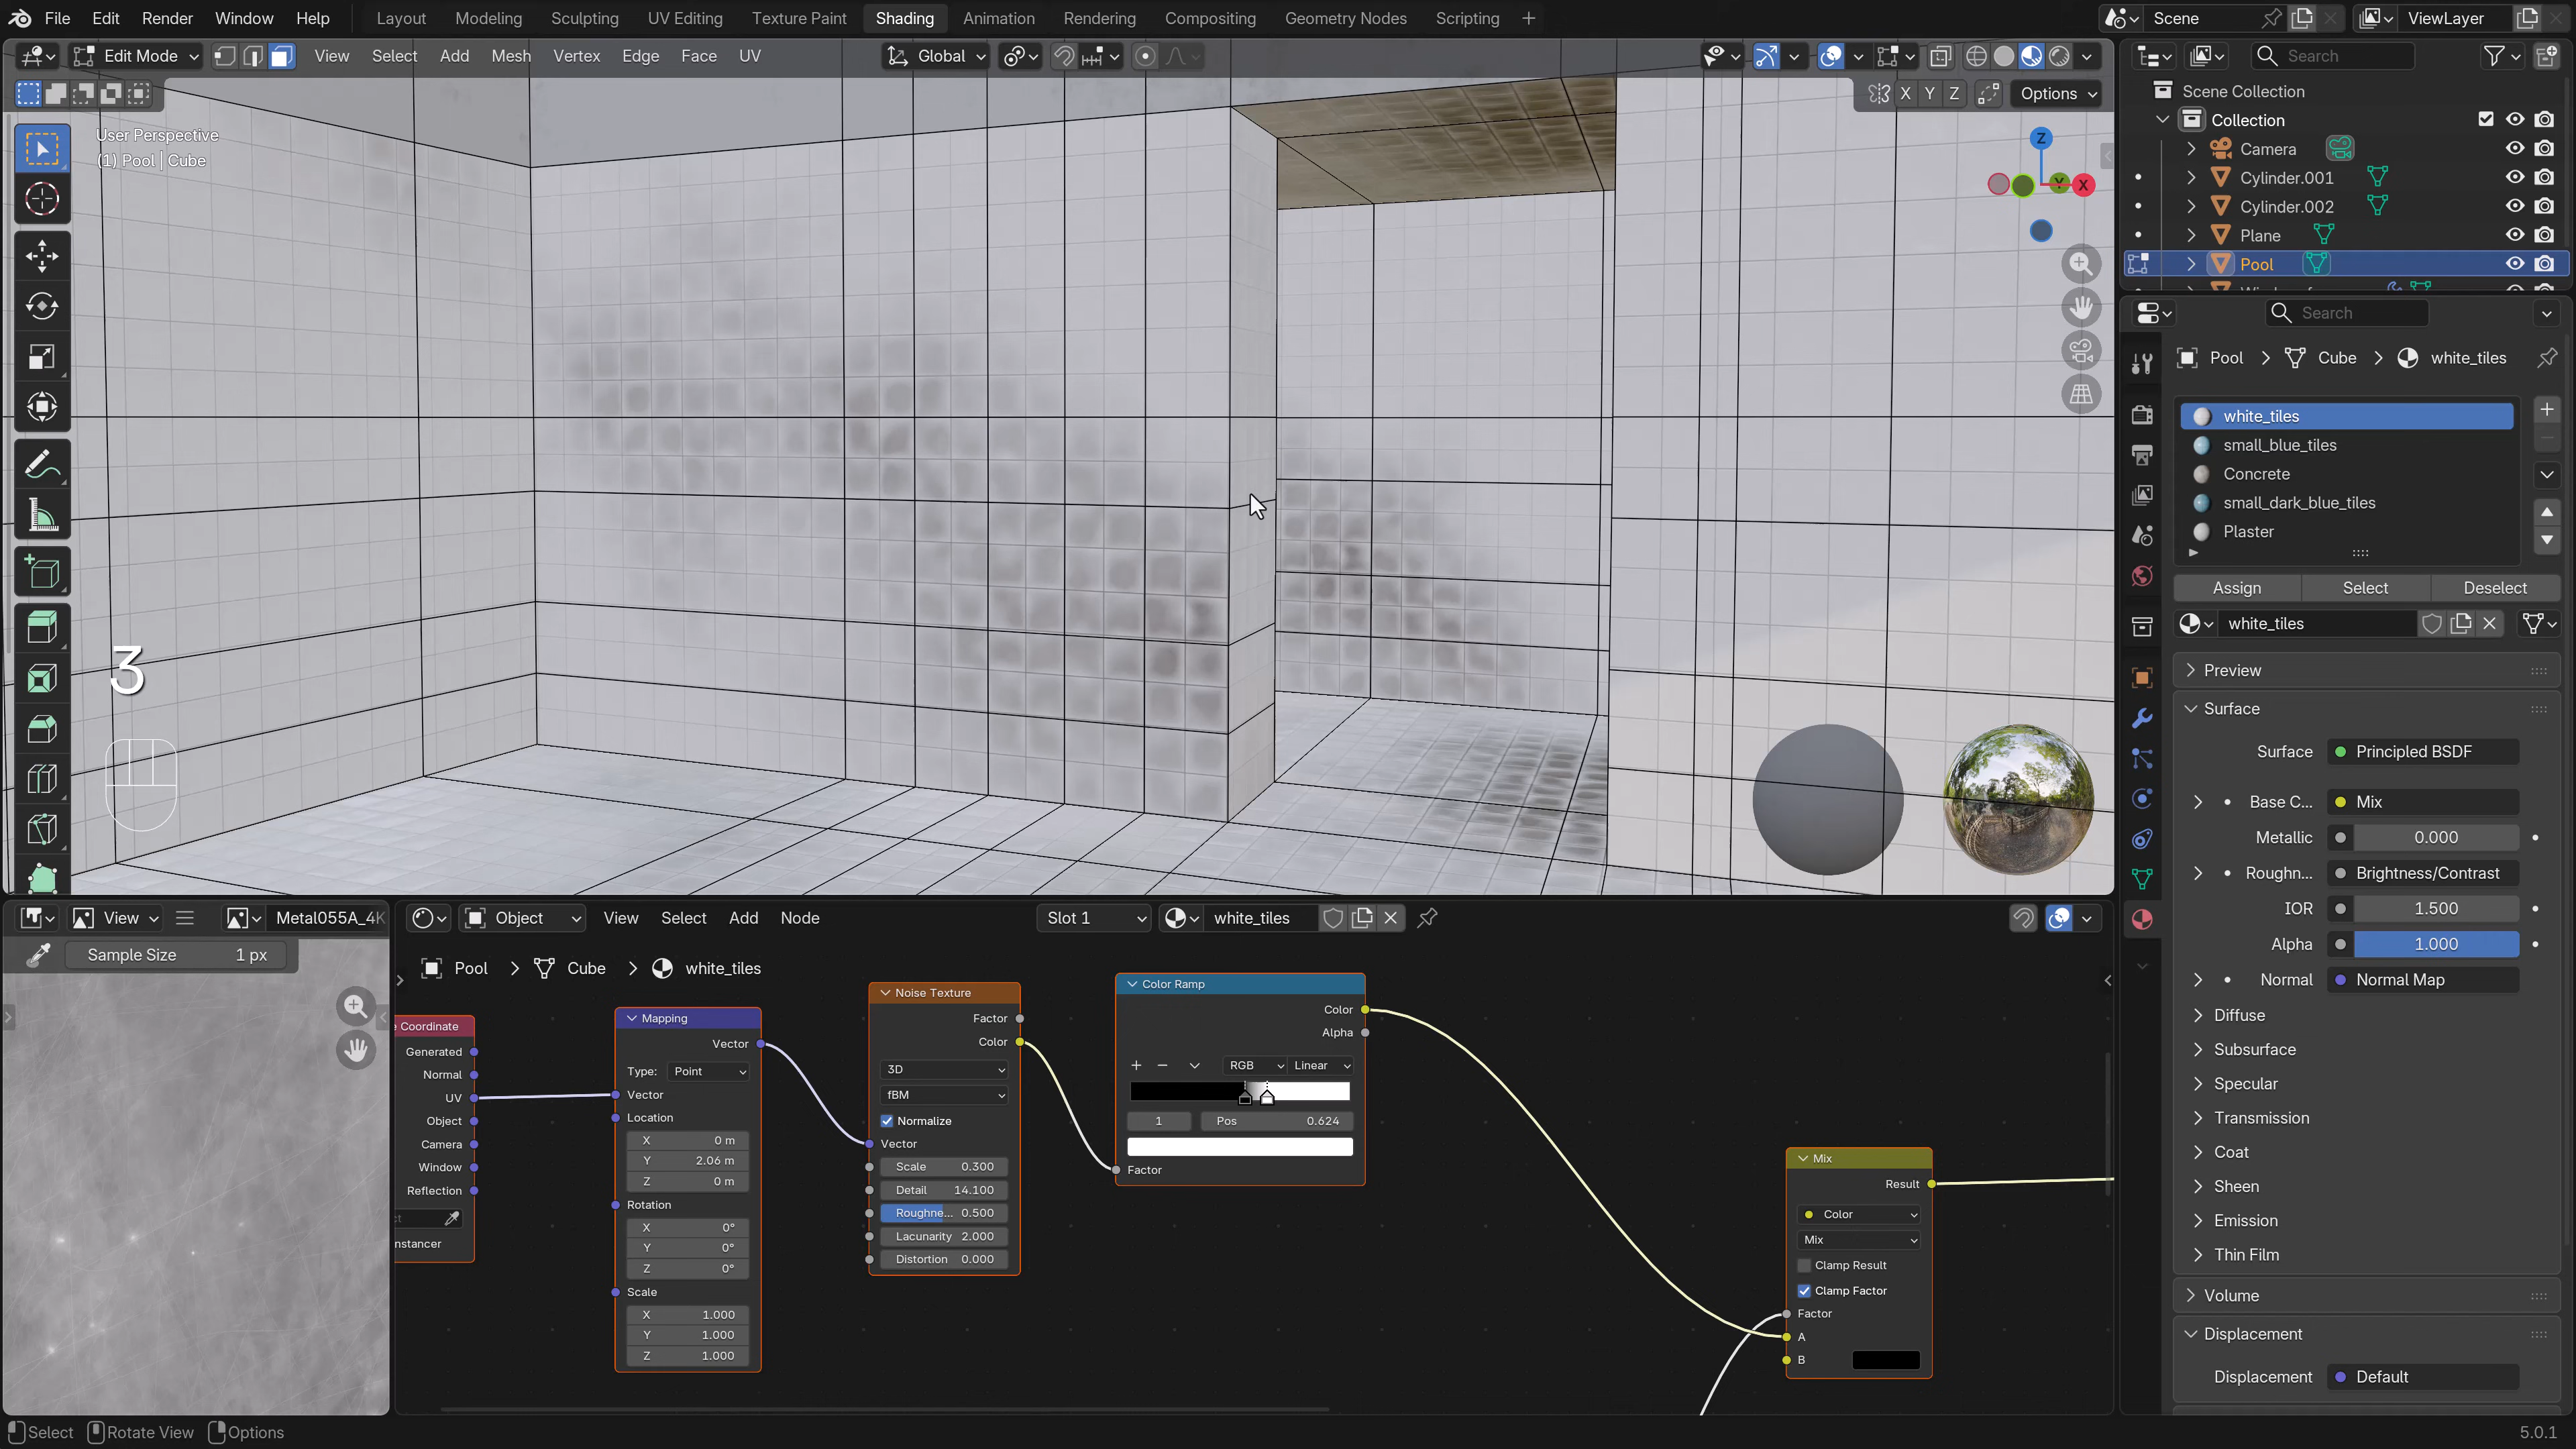 File Edit Render Window Help Layout Modeling Sculpting UV Editing Texture Paint Shading Animation Rendering Compositing Geometry Nodes Scripting Scene ViewLayer
Edit Mode View Select Add Mesh Vertex Edge Face UV Global
X Y Z Options
User Perspective
(1) Pool | Cube
Z
Y
X
3
Search
Scene Collection
Collection
Camera
Cylinder.001
Cylinder.002
Plane
Pool
Search
Pool Cube white_tiles
white_tiles
small_blue_tiles
Concrete
small_dark_blue_tiles
Plaster
Assign Select Deselect
white_tiles
Preview
Surface
Surface Principled BSDF
Base C... Mix
Metallic 0.000
Roughn... Brightness/Contrast
IOR 1.500
Alpha 1.000
Normal Normal Map
Diffuse
Subsurface
Specular
Transmission
Coat
Sheen
Emission
Thin Film
Volume
Displacement
Displacement Default
View Metal055A_4K
Sample Size 1 px
Object View Select Add Node Slot 1 white_tiles
Pool Cube white_tiles
e Coordinate
Generated
Normal
UV
Object
Camera
Window
Reflection
ct
nstancer
Mapping
Vector
Type: Point
Vector
Location
X 0 m
Y 2.06 m
Z 0 m
Rotation
X 0°
Y 0°
Z 0°
Scale
X 1.000
Y 1.000
Z 1.000
Noise Texture
Factor
Color
3D
fBM
Normalize
Vector
Scale 0.300
Detail 14.100
Roughne... 0.500
Lacunarity 2.000
Distortion 0.000
Color Ramp
Color
Alpha
RGB Linear
1 Pos 0.624
Factor
Mix
Result
Color
Mix
Clamp Result
Clamp Factor
Factor
A
B
Select Rotate View Options 5.0.1